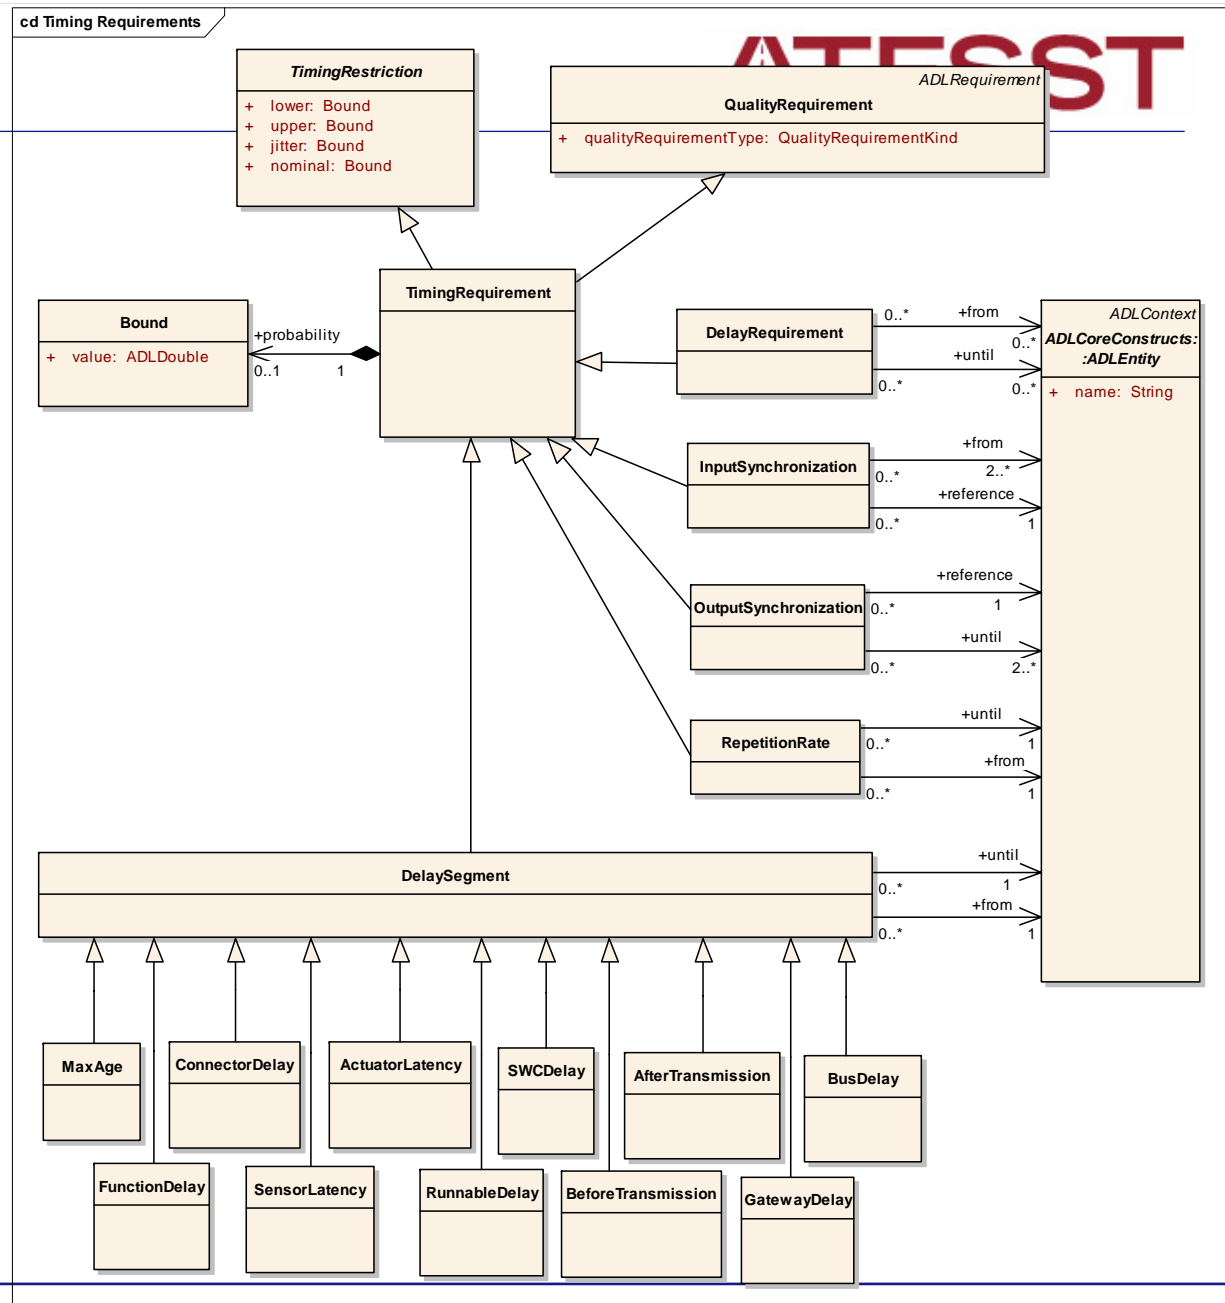 cd Timing Requirements
ATESST
TimingRestriction
+ lower: Bound
+ upper: Bound
+ jitter: Bound
+ nominal: Bound
ADLRequirement
QualityRequirement
+ qualityRequirementType: QualityRequirementKind
TimingRequirement
Bound
+ value: ADLDouble
+probability
0..1
1
DelayRequirement
0..*
+from
0..*
+until
0..*
0..*
ADLContext
ADLCoreConstructs:
:ADLEntity
+ name: String
InputSynchronization
+from
0..*
2..*
+reference
0..*
1
OutputSynchronization
+reference
0..*
1
+until
0..*
2..*
RepetitionRate
+until
0..*
1
+from
0..*
1
DelaySegment
+until
0..*
1
+from
0..*
1
MaxAge
ConnectorDelay
ActuatorLatency
SWCDelay
AfterTransmission
BusDelay
FunctionDelay
SensorLatency
RunnableDelay
BeforeTransmission
GatewayDelay